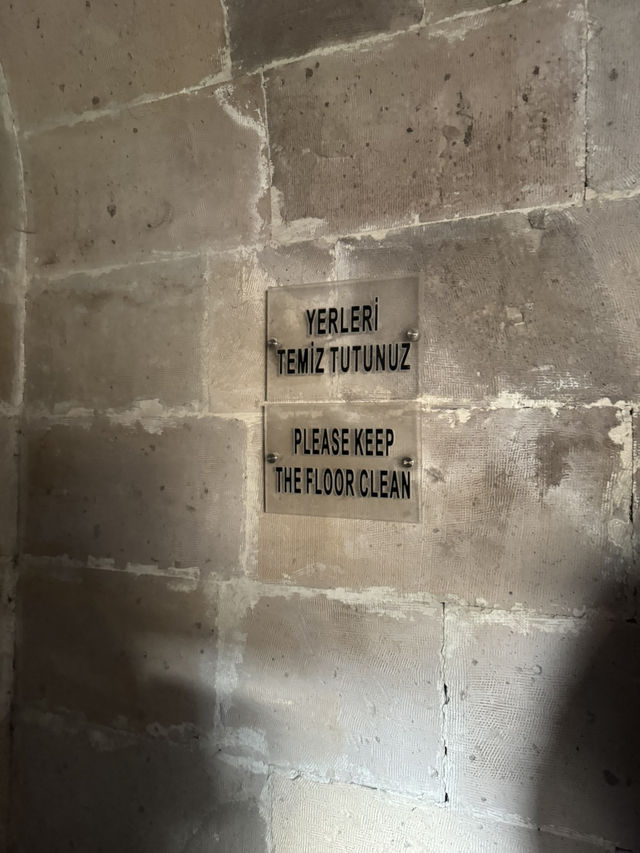 YERLERİ
TEMİZ TUTUNUZ
PLEASE KEEP
THE FLOOR CLEAN